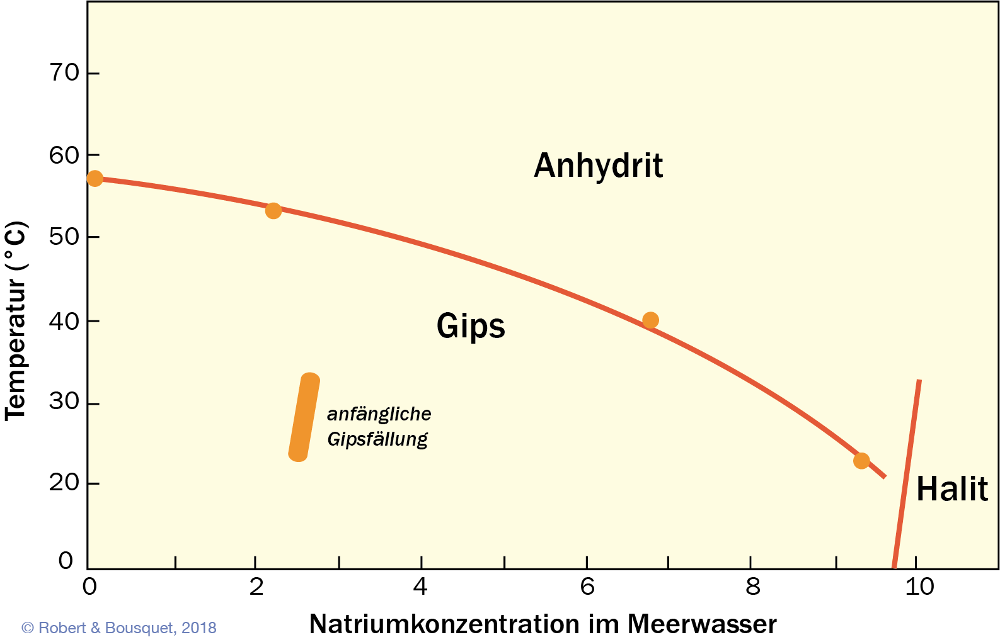 70
60
Anhydrit
50
Temperatur (°C)
40
Gips
30
anfängliche
Gipsfällung
20
Halit
0
0 2 4 6 8 10
Natriumkonzentration im Meerwasser
© Robert & Bousquet, 2018